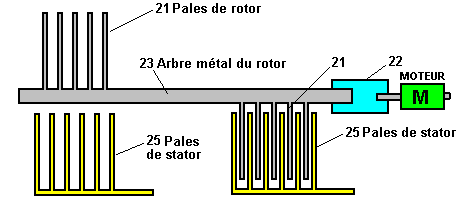 21 Pales de rotor
23 Arbre métal du rotor
21
22
MOTEUR
M
25 Pales
de stator
25 Pales de stator